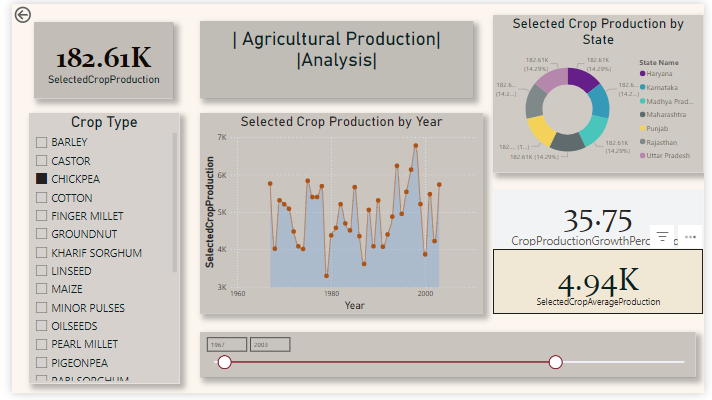 182.61K
SelectedCropProduction
| Agricultural Production|
|Analysis|
Selected Crop Production by
State
182.61K
(14.29%)
182.61K
(14.29%)
182.6...
(14.2...)
182.6...
(14.2...)
182.... (1...)
182.61K
(14.29%)
182.61K (14.29%)
State Name
Haryana
Karnataka
Madhya Prad...
Maharashtra
Punjab
Rajasthan
Uttar Pradesh
Crop Type
BARLEY
CASTOR
CHICKPEA
COTTON
FINGER MILLET
GROUNDNUT
KHARIF SORGHUM
LINSEED
MAIZE
MINOR PULSES
OILSEEDS
PEARL MILLET
PIGEONPEA
RABI SORGHUM
Selected Crop Production by Year
SelectedCropProduction
7K
6K
5K
4K
3K
1960
1980
2000
Year
35.75
CropProductionGrowthPerc
4.94K
SelectedCropAverageProduction
1967
2003